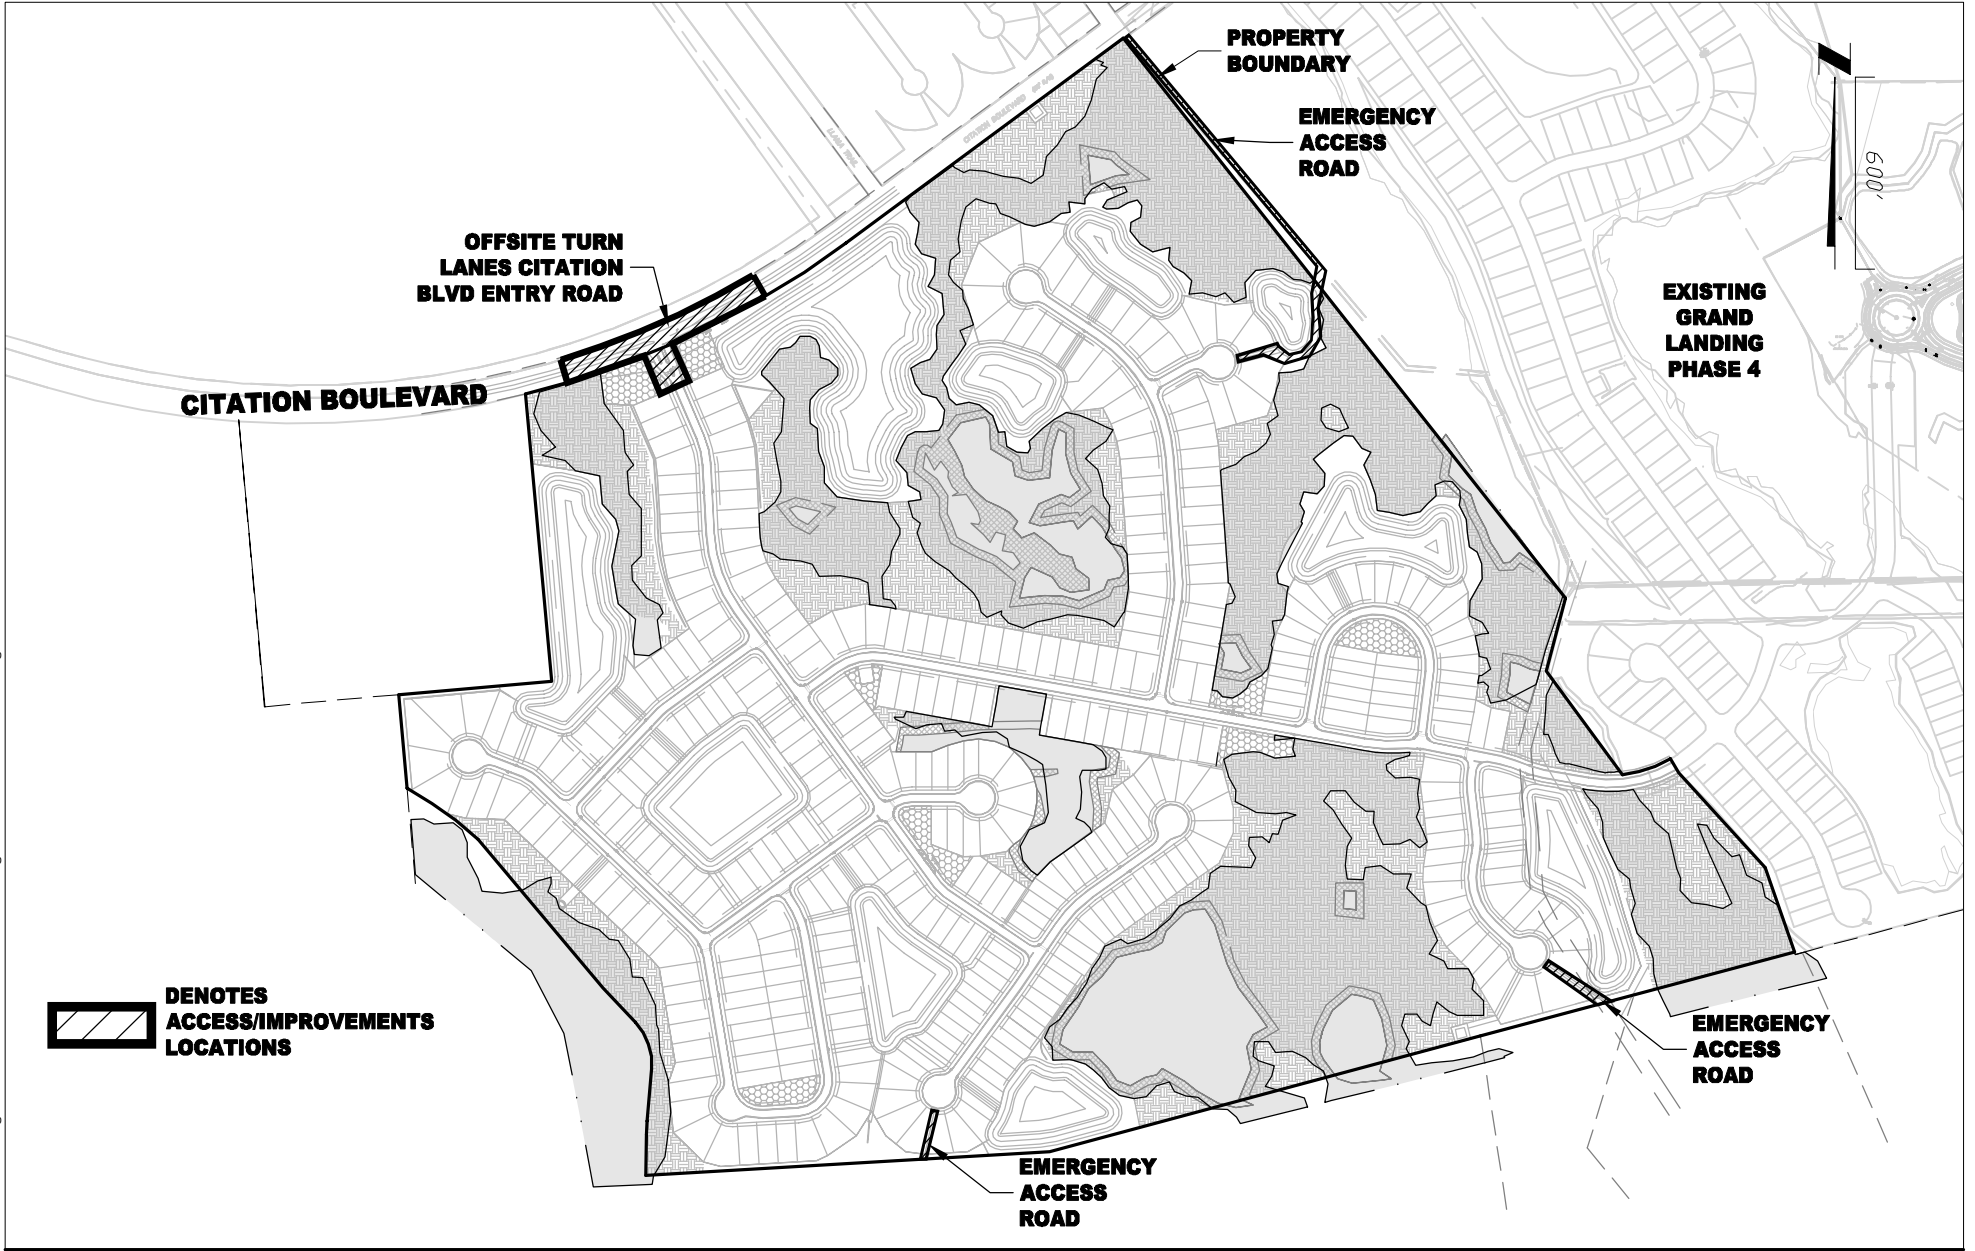 PROPERTY
BOUNDARY
EMERGENCY
ACCESS
ROAD
600'
OFFSITE TURN
LANES CITATION
BLVD ENTRY ROAD
EXISTING
GRAND
LANDING
PHASE 4
CITATION BOULEVARD
DENOTES
ACCESS/IMPROVEMENTS
LOCATIONS
EMERGENCY
ACCESS
ROAD
EMERGENCY
ACCESS
ROAD